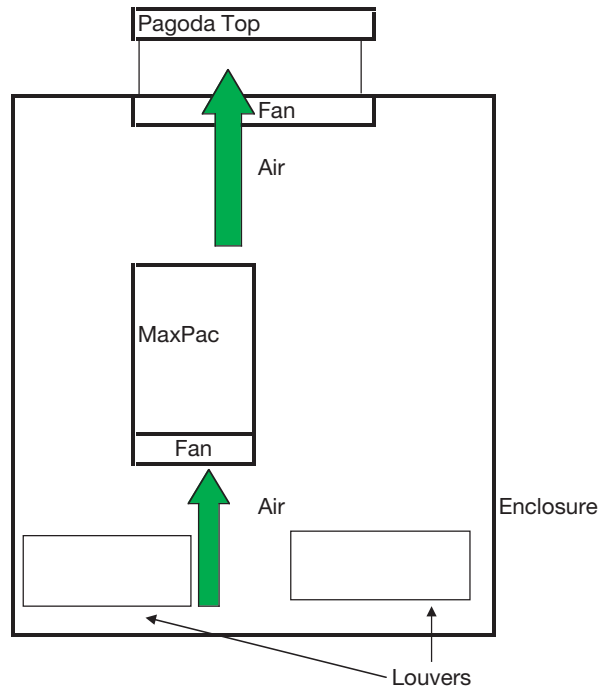 Pagoda Top
Fan
Air
MaxPac
Fan
Air
Enclosure
Louvers